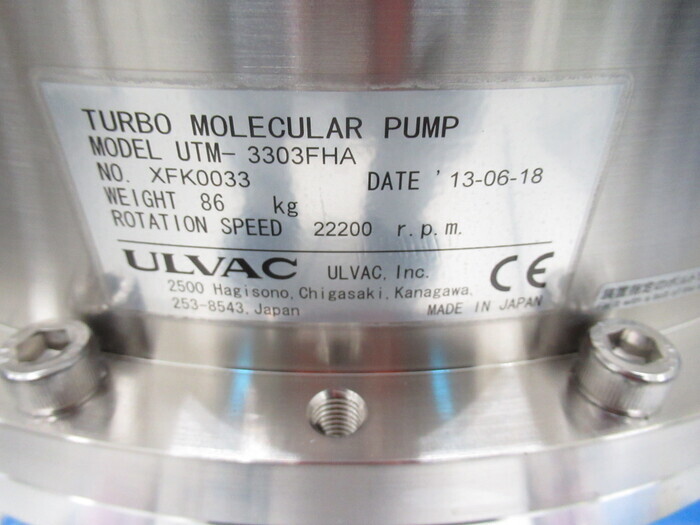 TURBO MOLECULAR PUMP
MODEL UTM- 3303FHA
NO. XFK0033 DATE '13-06-18
WEIGHT 86 kg
ROTATION SPEED 22200 r.p.m.
ULVAC ULVAC, Inc. CE
2500 Hagisono, Chigasaki, Kanagawa,
253-8543, Japan MADE IN JAPAN